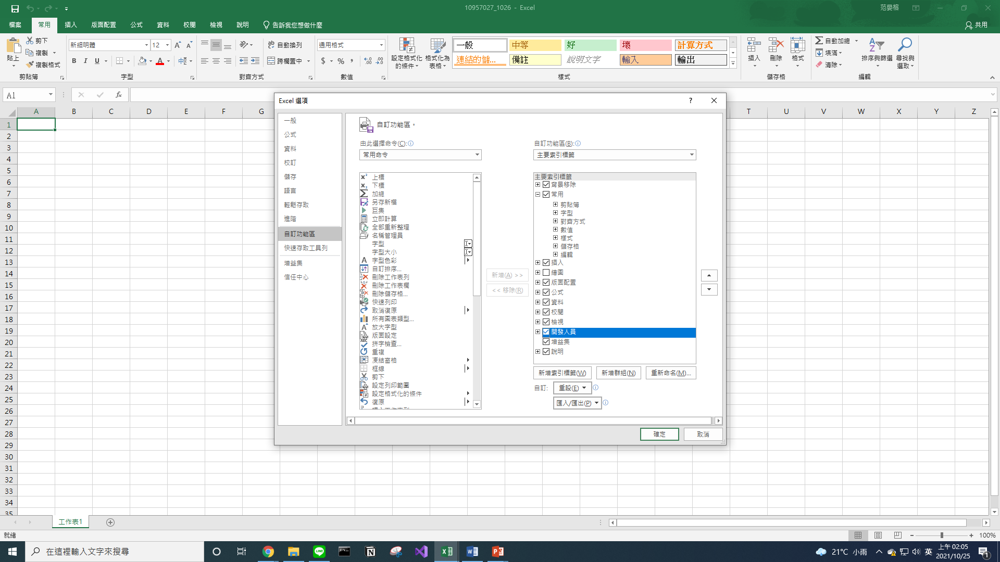 10957027_1026 - Excel
范晏榕
檔案 常用 插入 版面配置 公式 資料 校閱 檢視 說明 告訴我您想做什麼 共用
貼上
剪下
複製
複製格式
剪貼簿
新細明體 12
B I U
字型
自動換列
跨欄置中
對齊方式
通用格式
$ % ,
數值
設定格式化的條件
格式化為表格
一般 中等 好 壞 計算方式
連結的儲... 備註 說明文字 輸入 輸出
樣式
插入 刪除 格式
儲存格
自動加總
填滿
清除
排序與篩選
尋找與選取
編輯
A1
fx
A B C D E F G T U V W X Y Z
1
2
3
4
5
6
7
8
9
10
11
12
13
14
15
16
17
18
19
20
21
22
23
24
25
26
27
28
29
30
31
32
33
34
35
Excel 選項
?
一般
公式
資料
校訂
儲存
語言
輕鬆存取
進階
自訂功能區
快速存取工具列
增益集
信任中心
自訂功能區。
由此選擇命令(C):
常用命令
上標
下標
加總
另存新檔
巨集
立即計算
全部重新整理
名稱管理員
字型
字型大小
字型色彩
自訂排序...
刪除工作表列
刪除工作表欄
刪除儲存格...
快速列印
取消復原
所有圖表類型...
放大字型
版面設定
拼字檢查...
重複
凍結窗格
框線
剪下
設定列印範圍
設定格式化的條件
復原
插入工作表列
新增(A) >>
<< 移除(R)
自訂功能區(B):
主要索引標籤
主要索引標籤
背景移除
常用
剪貼簿
字型
對齊方式
數值
樣式
儲存格
編輯
插入
繪圖
版面配置
公式
資料
校閱
檢視
開發人員
增益集
說明
新增索引標籤(W) 新增群組(N) 重新命名(M)...
自訂: 重設(E)
匯入/匯出(P)
確定 取消
工作表1
就緒
100%
在這裡輸入文字來搜尋
21°C 小雨
英
上午 02:05
2021/10/25
1